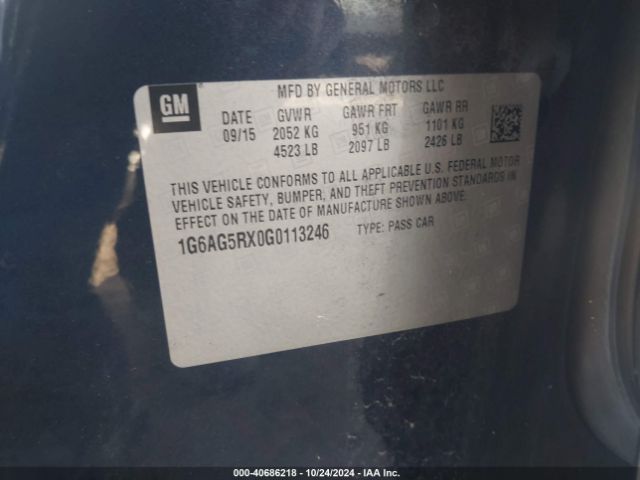 MFD BY GENERAL MOTORS LLC
GM
DATE GVWR GAWR FRT GAWR RR
09/15 2052 KG 951 KG 1101 KG
4523 LB 2097 LB 2426 LB
THIS VEHICLE CONFORMS TO ALL APPLICABLE U.S. FEDERAL MOTOR
VEHICLE SAFETY, BUMPER, AND THEFT PREVENTION STANDARDS IN
EFFECT ON THE DATE OF MANUFACTURE SHOWN ABOVE.
1G6AG5RX0G0113246 TYPE: PASS CAR
000-40686218 - 10/24/2024 - IAA Inc.